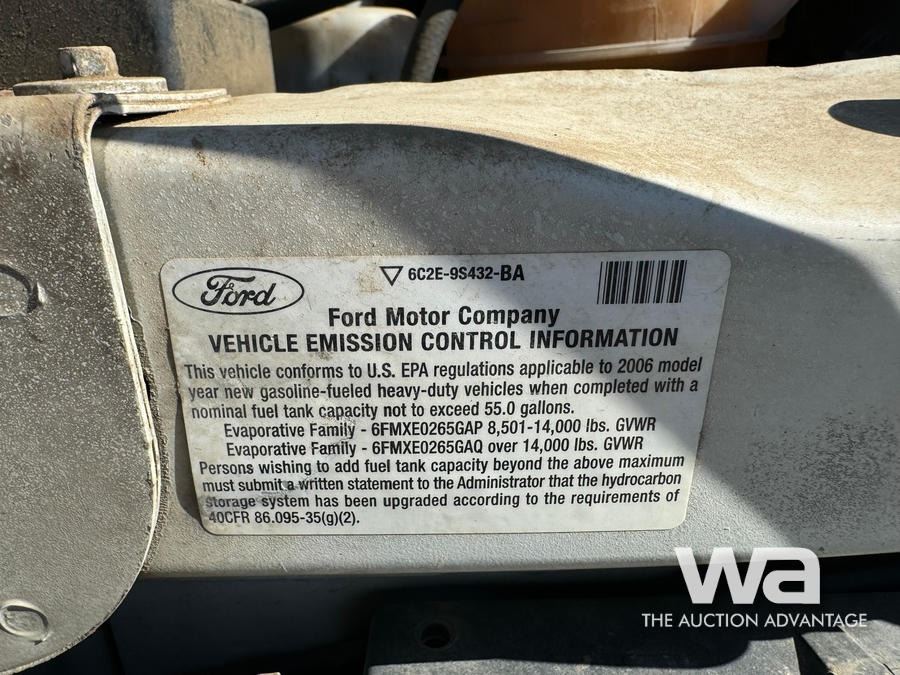 Ford
6C2E-9S432-BA
Ford Motor Company
VEHICLE EMISSION CONTROL INFORMATION
This vehicle conforms to U.S. EPA regulations applicable to 2006 model
year new gasoline-fueled heavy-duty vehicles when completed with a
nominal fuel tank capacity not to exceed 55.0 gallons.
Evaporative Family - 6FMXE0265GAP 8,501-14,000 lbs. GVWR
Evaporative Family - 6FMXE0265GAQ over 14,000 lbs. GVWR
Persons wishing to add fuel tank capacity beyond the above maximum
must submit a written statement to the Administrator that the hydrocarbon
storage system has been upgraded according to the requirements of
40CFR 86.095-35(g)(2).
wa
THE AUCTION ADVANTAGE